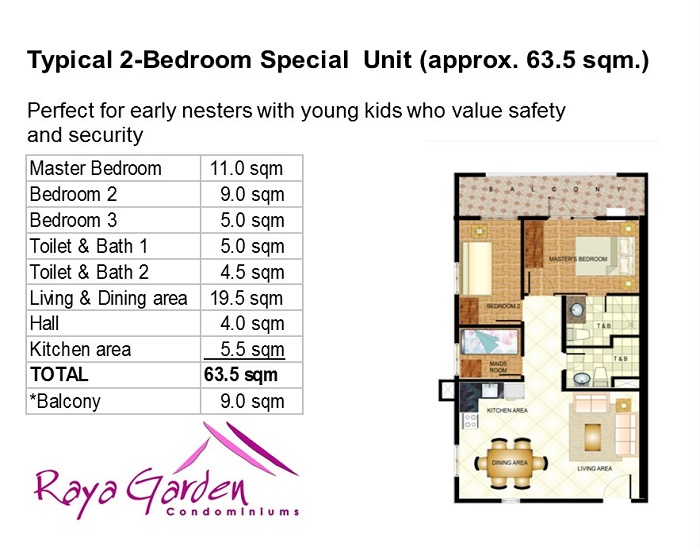 Typical 2-Bedroom Special Unit (approx. 63.5 sqm.)
Perfect for early nesters with young kids who value safety
and security
Master Bedroom 11.0 sqm
Bedroom 2 9.0 sqm
Bedroom 3 5.0 sqm
Toilet & Bath 1 5.0 sqm
Toilet & Bath 2 4.5 sqm
Living & Dining area 19.5 sqm
Hall 4.0 sqm
Kitchen area 5.5 sqm
TOTAL 63.5 sqm
*Balcony 9.0 sqm
BALCONY
MASTER'S BEDROOM
BEDROOM 2
T & B
T & B
MAIDS
ROOM
KITCHEN AREA
DINING AREA
LIVING AREA
Raya Garden
Condominiums